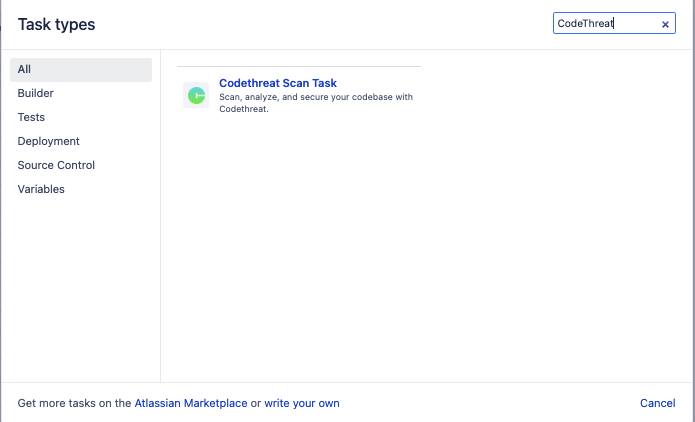 Task types
CodeThreat ×
All
Builder
Tests
Deployment
Source Control
Variables
Codethreat Scan Task
Scan, analyze, and secure your codebase with
Codethreat.
Get more tasks on the Atlassian Marketplace or write your own
Cancel